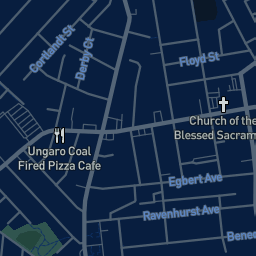 Cortlandt St
Darby Ct
Floyd St
Church of the
Blessed Sacram
Ungaro Coal
Fired Pizza Cafe
Egbert Ave
Ravenhurst Ave
Bene